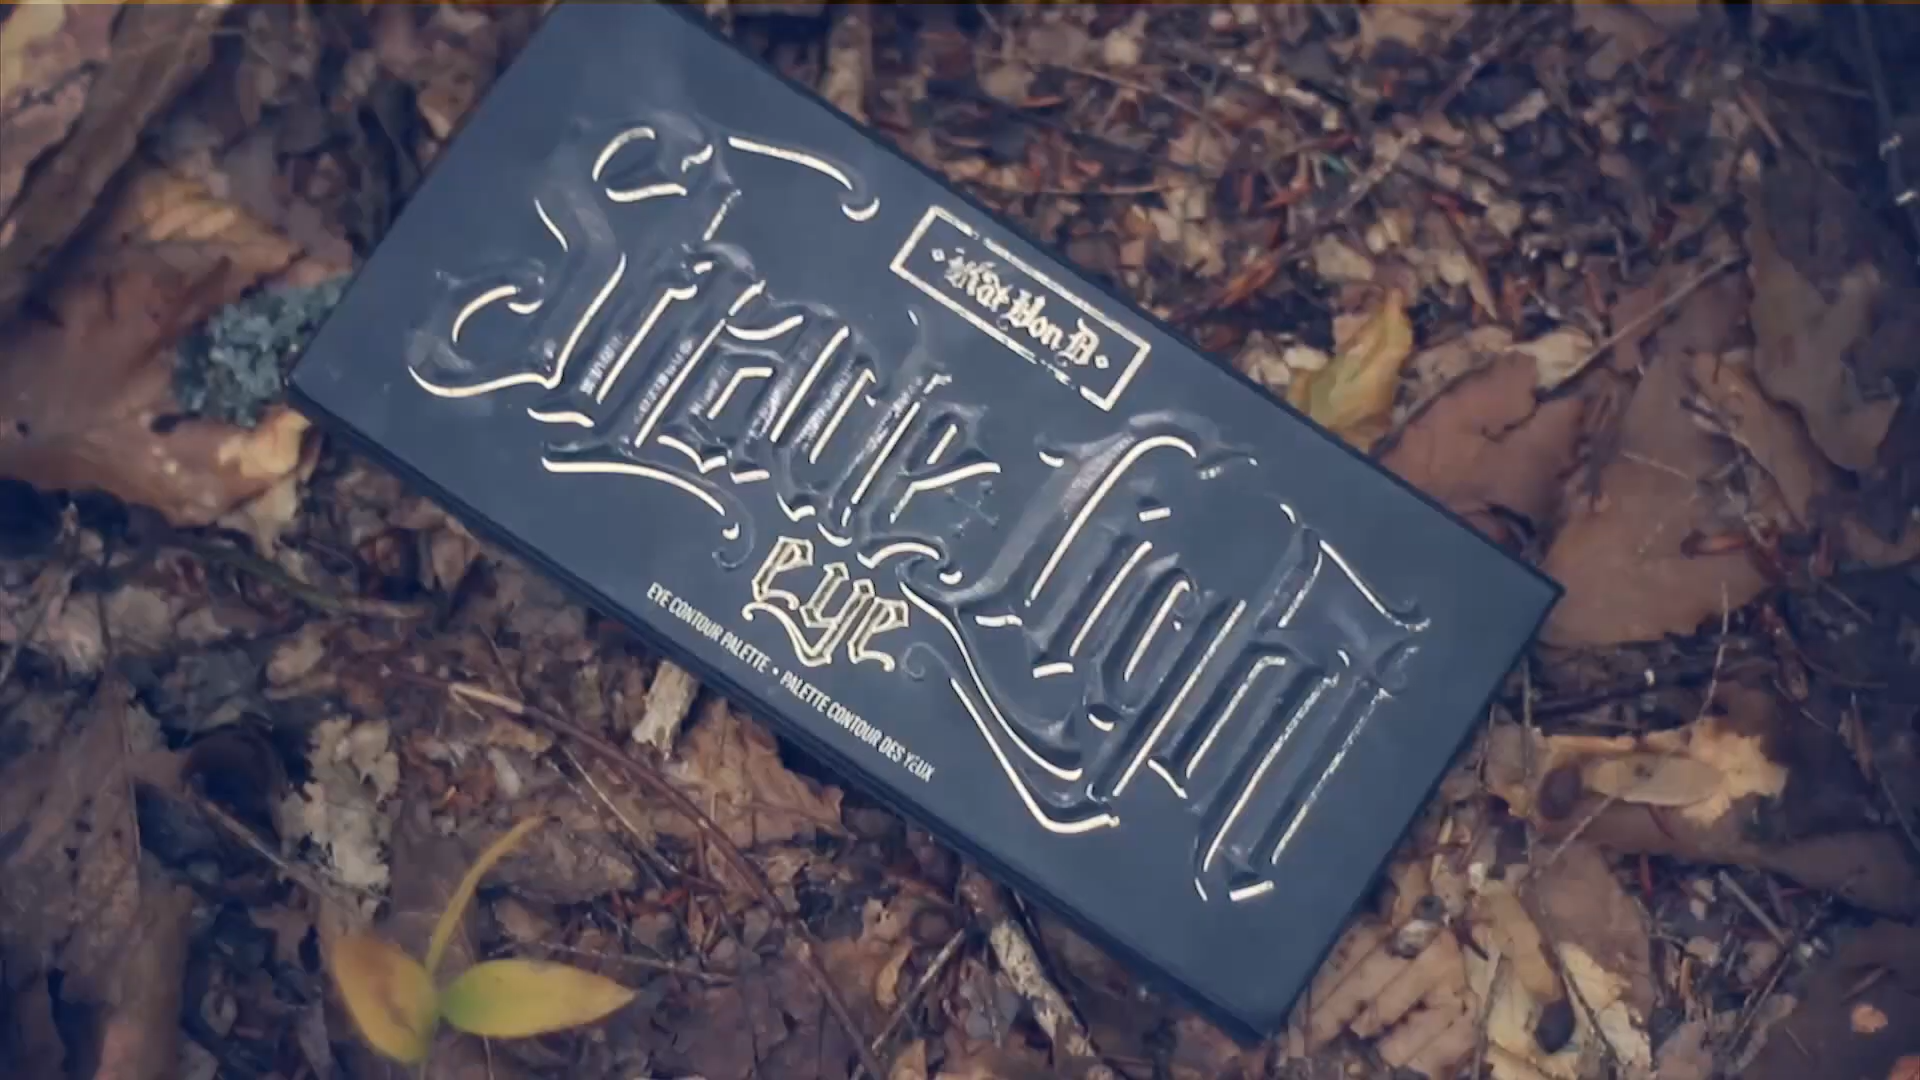 Kat Von D
Shade + Light
eye
EYE CONTOUR PALETTE • PALETTE CONTOUR DES YEUX